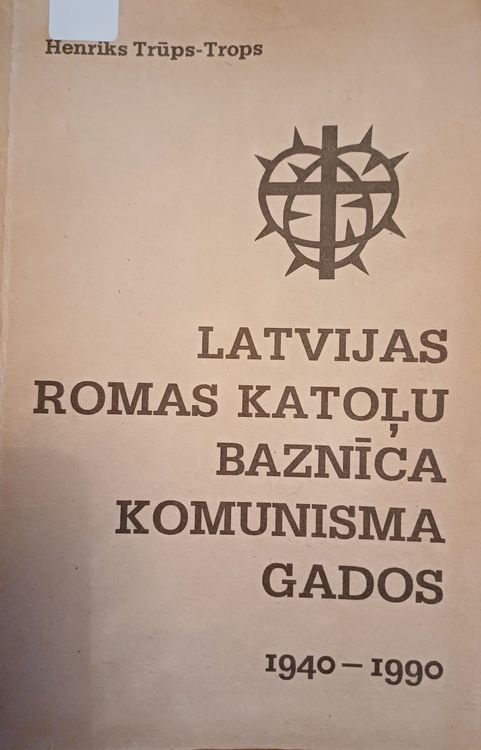 Henriks Trūps-Trops
LATVIJAS
ROMAS KATOĻU
BAZNĪCA
KOMUNISMA
GADOS
1940 – 1990